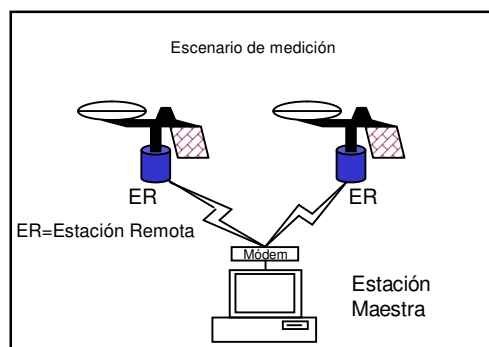 Escenario de medición
ER
ER
ER=Estación Remota
Módem
Estación
Maestra